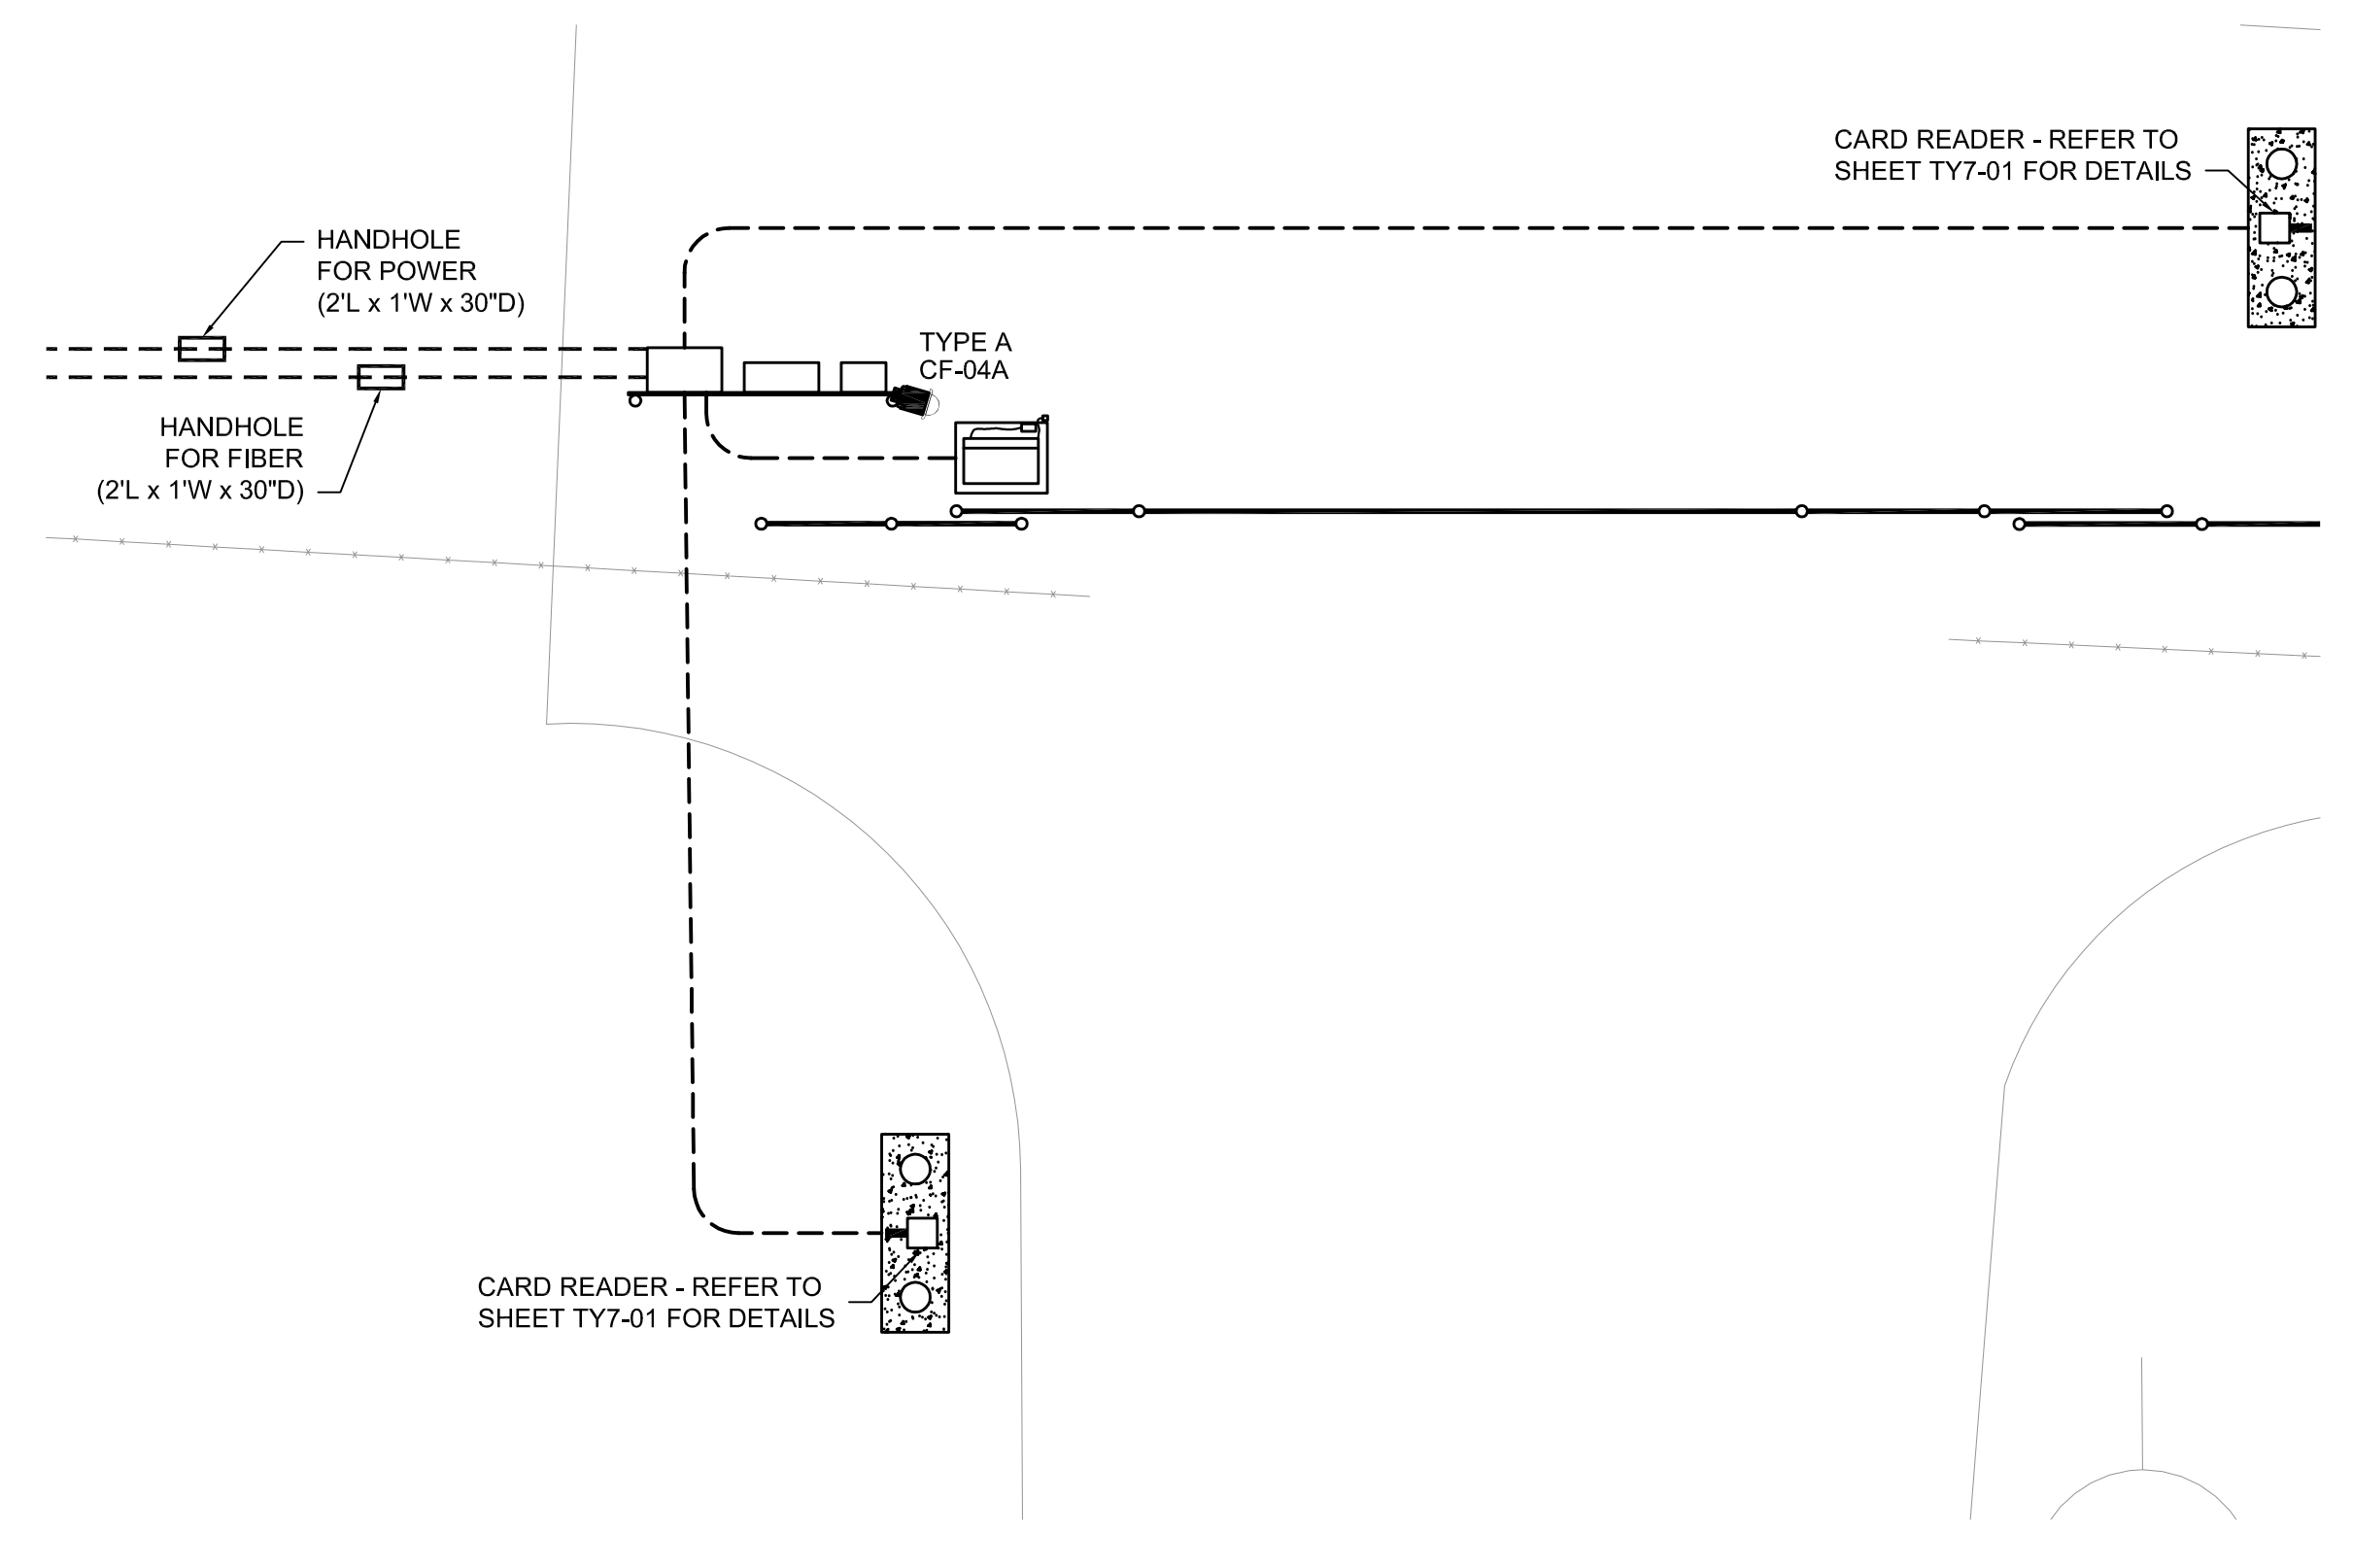 CARD READER - REFER TO
SHEET TY7-01 FOR DETAILS
HANDHOLE
FOR POWER
(2'L x 1'W x 30"D)
TYPE A
CF-04A
HANDHOLE
FOR FIBER
(2'L x 1'W x 30"D)
CARD READER - REFER TO
SHEET TY7-01 FOR DETAILS